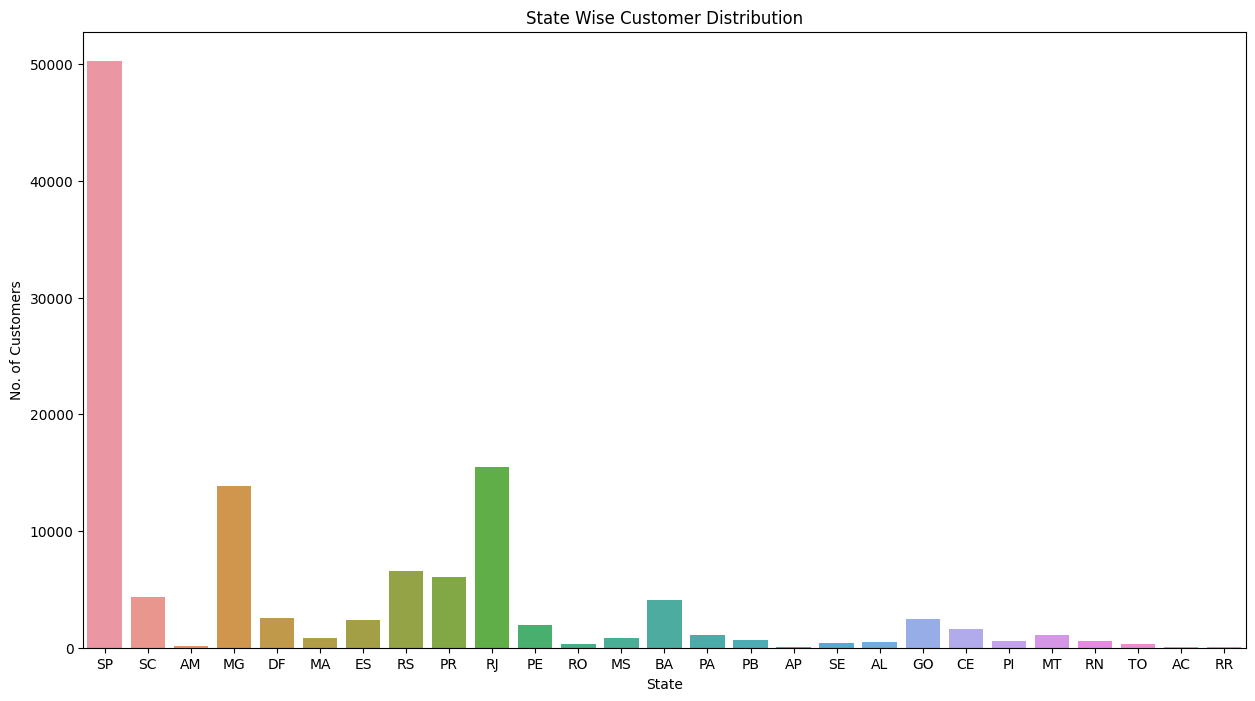 State Wise Customer Distribution
50000
40000
30000
20000
10000
0
No. of Customers
SP SC AM MG DF MA ES RS PR RJ PE RO MS BA PA PB AP SE AL GO CE PI MT RN TO AC RR
State